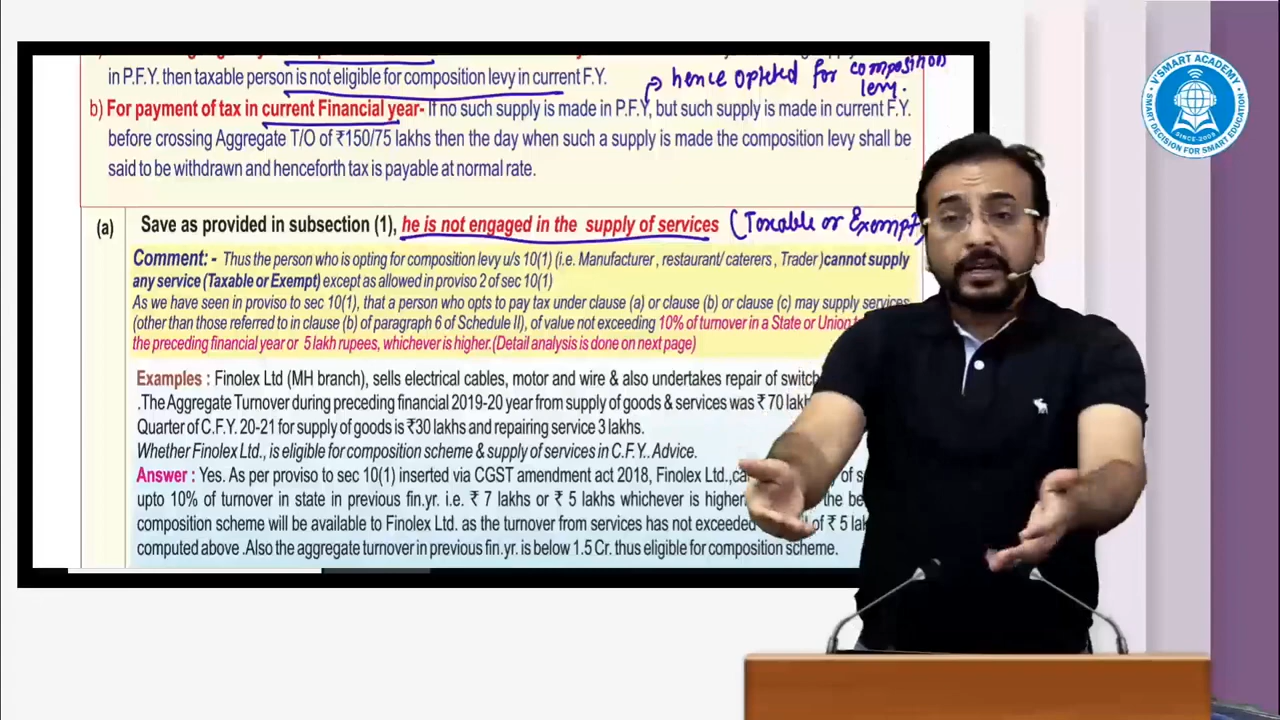 in P.F.Y. then taxable person is not eligible for composition levy in current F.Y.
hence opteted for composition
levy.
b) For payment of tax in current Financial year- If no such supply is made in P.F.Y, but such supply is made in current F.Y.
before crossing Aggregate T/O of ₹150/75 lakhs then the day when such a supply is made the composition levy shall be
said to be withdrawn and henceforth tax is payable at normal rate.
(a) Save as provided in subsection (1), he is not engaged in the supply of services (Taxable or Exempt)
Comment: - Thus the person who is opting for composition levy u/s 10(1) (i.e. Manufacturer, restaurant/ caterers, Trader) cannot supply
any service (Taxable or Exempt) except as allowed in proviso 2 of sec 10(1)
As we have seen in proviso to sec 10(1), that a person who opts to pay tax under clause (a) or clause (b) or clause (c) may supply services
(other than those referred to in clause (b) of paragraph 6 of Schedule II), of value not exceeding 10% of turnover in a State or Union
the preceding financial year or 5 lakh rupees, whichever is higher.(Detail analysis is done on next page)
Examples : Finolex Ltd (MH branch), sells electrical cables, motor and wire & also undertakes repair of
.The Aggregate Turnover during preceding financial 2019-20 year from supply of goods & services was ₹ 70
Quarter of C.F.Y. 20-21 for supply of goods is ₹30 lakhs and repairing service 3 lakhs.
Whether Finolex Ltd., is eligible for composition scheme & supply of services in C.F.Y.. Advice.
Answer : Yes. As per proviso to sec 10(1) inserted via CGST amendment act 2018, Finolex Ltd., of
upto 10% of turnover in state in previous fin.yr. i.e. ₹ 7 lakhs or ₹ 5 lakhs whichever is higher the
composition scheme will be available to Finolex Ltd. as the turnover from services has not exceeded of ₹ 5
computed above .Also the aggregate turnover in previous fin.yr. is below 1.5 Cr. thus eligible for composition scheme.
V'SMART ACADEMY
SINCE-2005
SMART DECISION FOR SMART EDUCATION